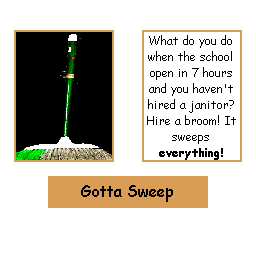 What do you do
when the school
open in 7 hours
and you haven't
hired a janitor?
Hire a broom! It
sweeps
everything!
Gotta Sweep